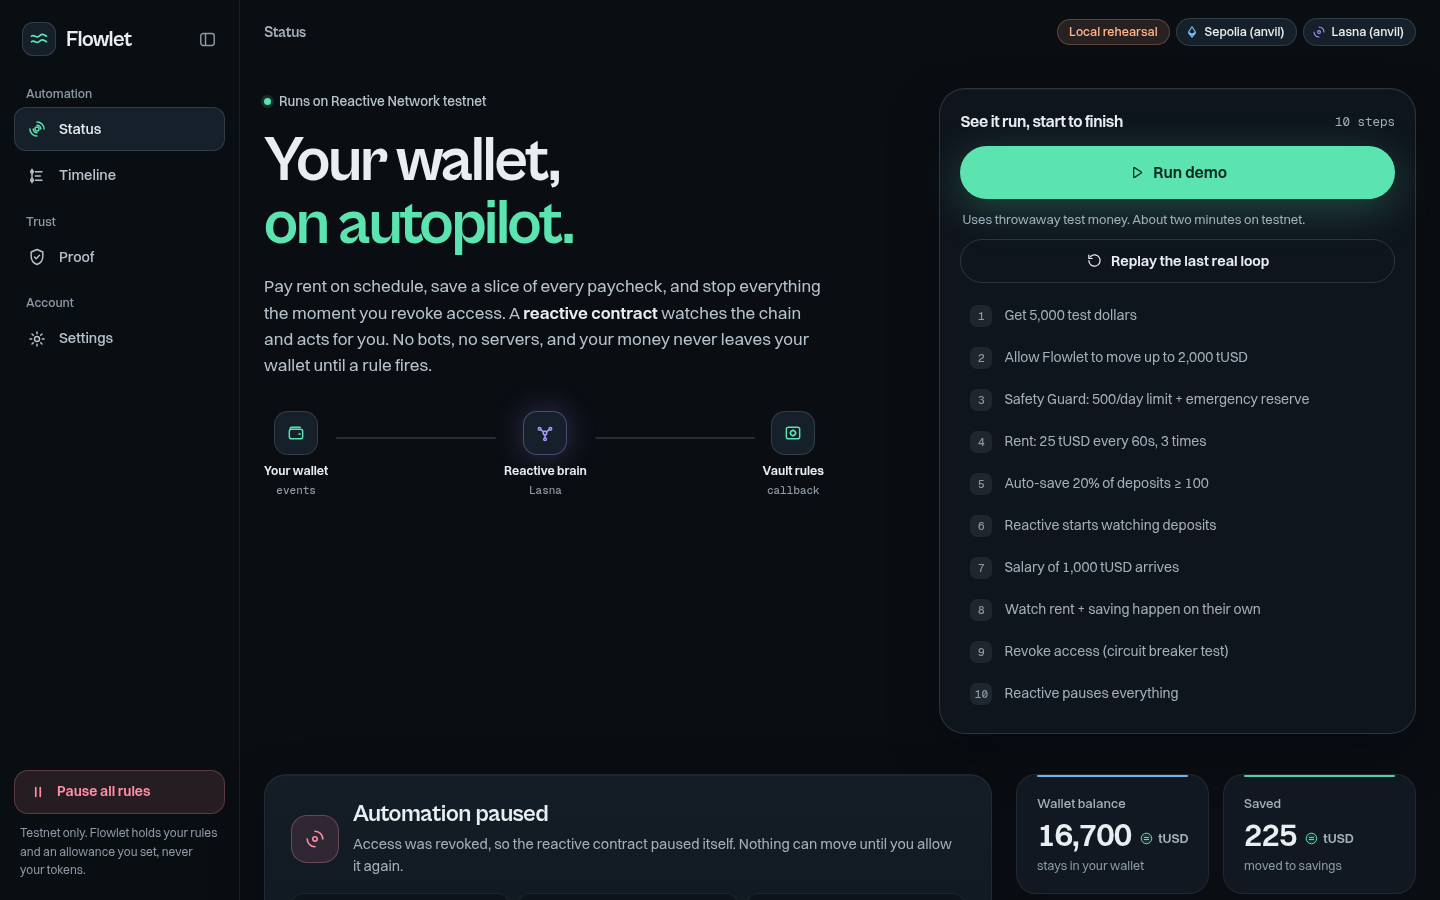 Flowlet
Automation
Status
Timeline
Trust
Proof
Account
Settings
Pause all rules
Testnet only. Flowlet holds your rules
and an allowance you set, never
your tokens.
Status
Local rehearsal
Sepolia (anvil)
Lasna (anvil)
Runs on Reactive Network testnet
Your wallet,
on autopilot.
Pay rent on schedule, save a slice of every paycheck, and stop everything
the moment you revoke access. A reactive contract watches the chain
and acts for you. No bots, no servers, and your money never leaves your
wallet until a rule fires.
Your wallet
events
Reactive brain
Lasna
Vault rules
callback
See it run, start to finish
10 steps
Run demo
Uses throwaway test money. About two minutes on testnet.
Replay the last real loop
1 Get 5,000 test dollars
2 Allow Flowlet to move up to 2,000 tUSD
3 Safety Guard: 500/day limit + emergency reserve
4 Rent: 25 tUSD every 60s, 3 times
5 Auto-save 20% of deposits ≥ 100
6 Reactive starts watching deposits
7 Salary of 1,000 tUSD arrives
8 Watch rent + saving happen on their own
9 Revoke access (circuit breaker test)
10 Reactive pauses everything
Automation paused
Access was revoked, so the reactive contract paused itself. Nothing can move until you allow
it again.
Wallet balance
16,700 tUSD
stays in your wallet
Saved
225 tUSD
moved to savings